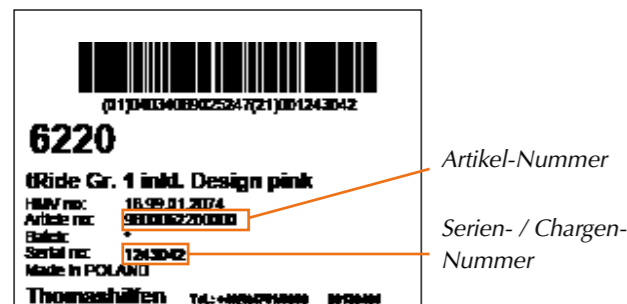 (01)04034089025247(21)001243042
6220
tRide Gr. 1 inkl. Design pink
HMV no: 18.99.01.2074
Article no: 9800062200000
Batch: *
Serial no: 1243042
Made in POLAND
Thomashilfen Tel.:
Artikel-Nummer
Serien- / Chargen-
Nummer